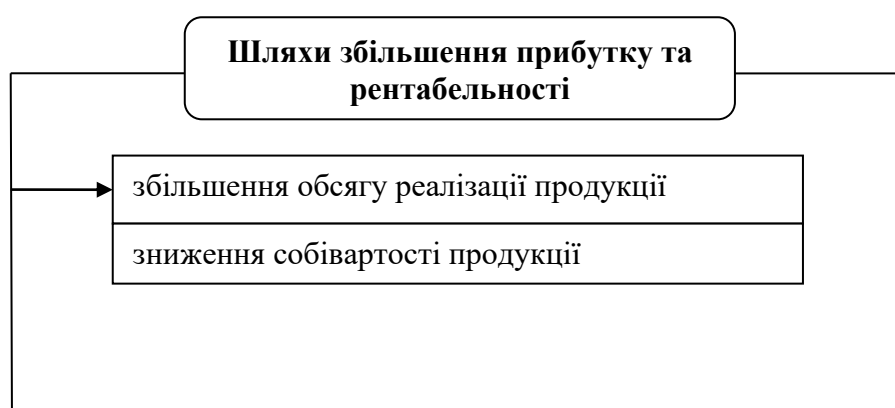 Шляхи збільшення прибутку та
рентабельності
збільшення обсягу реалізації продукції
зниження собівартості продукції